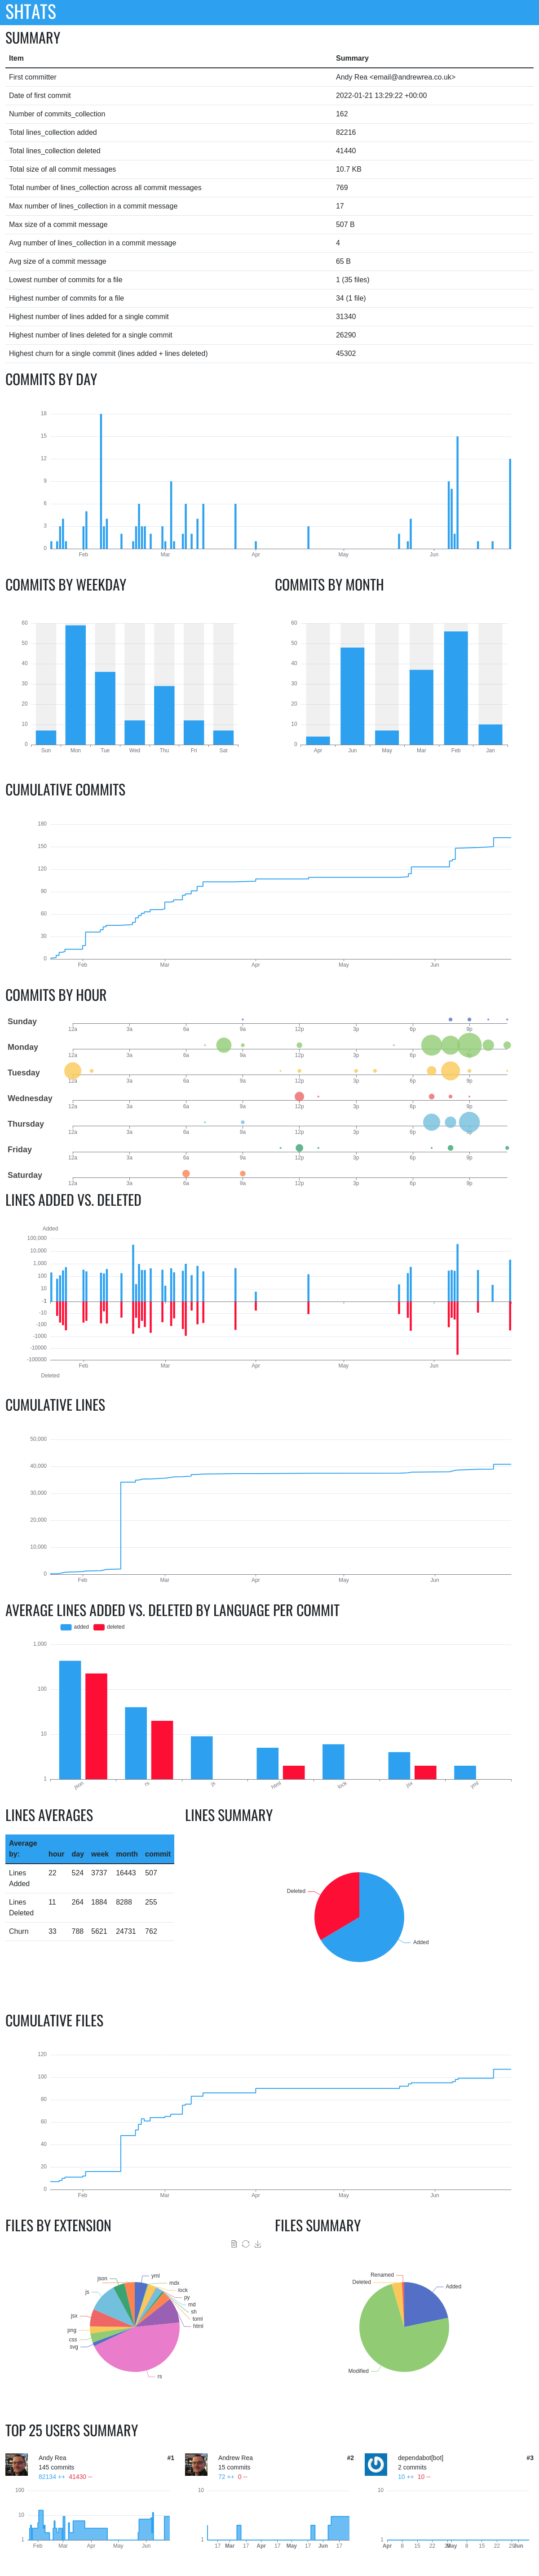 SHTATS
SUMMARY
Item Summary
First committer Andy Rea <email@andrewrea.co.uk>
Date of first commit 2022-01-21 13:29:22 +00:00
Number of commits_collection 162
Total lines_collection added 82216
Total lines_collection deleted 41440
Total size of all commit messages 10.7 KB
Total number of lines_collection across all commit messages 769
Max number of lines_collection in a commit message 17
Max size of a commit message 507 B
Avg number of lines_collection in a commit message 4
Avg size of a commit message 65 B
Lowest number of commits for a file 1 (35 files)
Highest number of commits for a file 34 (1 file)
Highest number of lines added for a single commit 31340
Highest number of lines deleted for a single commit 26290
Highest churn for a single commit (lines added + lines deleted) 45302
COMMITS BY DAY
18
15
12
9
6
3
0
Feb Mar Apr May Jun
COMMITS BY WEEKDAY
60
50
40
30
20
10
0
Sun Mon Tue Wed Thu Fri Sat
COMMITS BY MONTH
60
50
40
30
20
10
0
Apr Jun May Mar Feb Jan
CUMULATIVE COMMITS
180
150
120
90
60
30
0
Feb Mar Apr May Jun
COMMITS BY HOUR
Sunday
12a 3a 6a 9a 12p 3p 6p 9p
Monday
12a 3a 6a 9a 12p 3p 6p 9p
Tuesday
12a 3a 6a 9a 12p 3p 6p 9p
Wednesday
12a 3a 6a 9a 12p 3p 6p 9p
Thursday
12a 3a 6a 9a 12p 3p 6p 9p
Friday
12a 3a 6a 9a 12p 3p 6p 9p
Saturday
12a 3a 6a 9a 12p 3p 6p 9p
LINES ADDED VS. DELETED
Added
100,000
10,000
1,000
100
10
-1
-10
-100
-1000
-10000
-100000
Feb Mar Apr May Jun
Deleted
CUMULATIVE LINES
50,000
40,000
30,000
20,000
10,000
0
Feb Mar Apr May Jun
AVERAGE LINES ADDED VS. DELETED BY LANGUAGE PER COMMIT
added deleted
1,000
100
10
1
json rs js html lock jsx yml
LINES AVERAGES
Average by: hour day week month commit
Lines Added 22 524 3737 16443 507
Lines Deleted 11 264 1884 8288 255
Churn 33 788 5621 24731 762
LINES SUMMARY
Deleted
Added
CUMULATIVE FILES
120
100
80
60
40
20
0
Feb Mar Apr May Jun
FILES BY EXTENSION
json
js
jsx
png
css
svg
yml
mdx
lock
py
md
sh
toml
html
rs
FILES SUMMARY
Renamed
Deleted
Added
Modified
TOP 25 USERS SUMMARY
Andy Rea #1
145 commits
82134 ++ 41430 --
100
10
1
Feb Mar Apr May Jun
Andrew Rea #2
15 commits
72 ++ 0 --
10
1
17 Mar 17 Apr 17 May 17 Jun 17
dependabot[bot] #3
2 commits
10 ++ 10 --
10
1
Apr 8 15 22 May 8 15 22 Jun